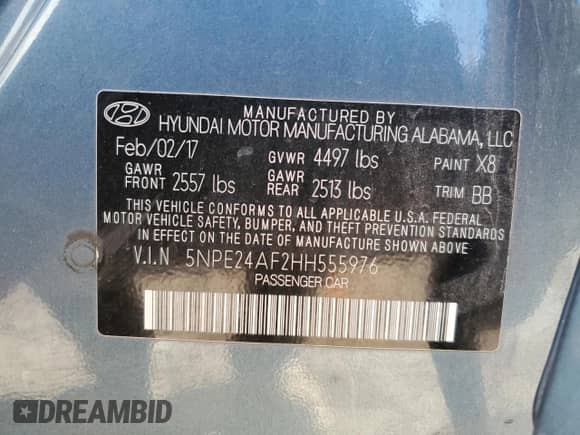 MANUFACTURED BY
HYUNDAI MOTOR MANUFACTURING ALABAMA, LLC
Feb/02/17 GVWR 4497 lbs PAINT X8
GAWR FRONT 2557 lbs GAWR REAR 2513 lbs TRIM BB
THIS VEHICLE CONFORMS TO ALL APPLICABLE U.S.A. FEDERAL
MOTOR VEHICLE SAFETY, BUMPER, AND THEFT PREVENTION STANDARDS
IN EFFECT ON THE DATE OF MANUFACTURE SHOWN ABOVE.
V.I.N 5NPE24AF2HH555976
PASSENGER CAR
DREAMBID